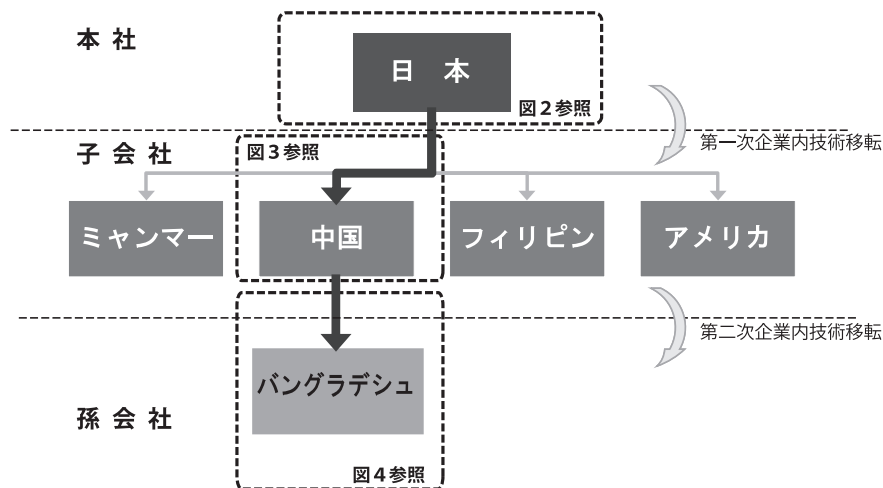 本 社
日 本
図2参照
第一次企業内技術移転
子 会 社
図3参照
ミャンマー
中国
フィリピン
アメリカ
第二次企業内技術移転
バングラデシュ
孫 会 社
図4参照